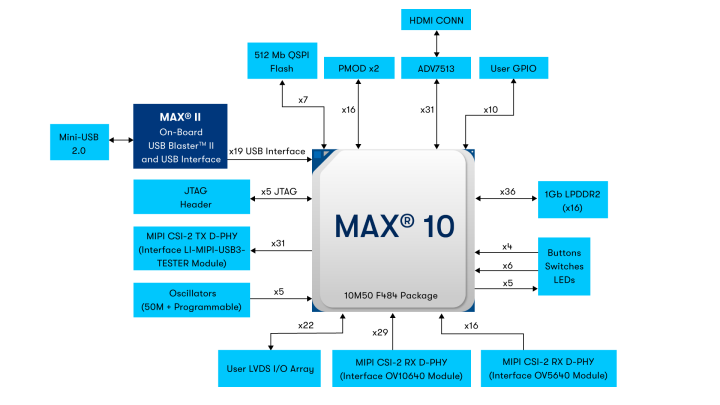 HDMI CONN
512 Mb QSPI
Flash
PMOD x2
ADV7513
User GPIO
x7
x16
x31
x10
Mini-USB
2.0
MAX® II
On-Board
USB Blaster™ II
and USB Interface
x19 USB Interface
JTAG
Header
x5 JTAG
MIPI CSI-2 TX D-PHY
(Interface LI-MIPI-USB3-
TESTER Module)
x31
Oscillators
(50M + Programmable)
x5
MAX® 10
10M50 F484 Package
x36
1Gb LPDDR2
(x16)
x4
x6
x5
Buttons
Switches
LEDs
x22
x29
x16
User LVDS I/O Array
MIPI CSI-2 RX D-PHY
(Interface OV10640 Module)
MIPI CSI-2 RX D-PHY
(Interface OV5640 Module)